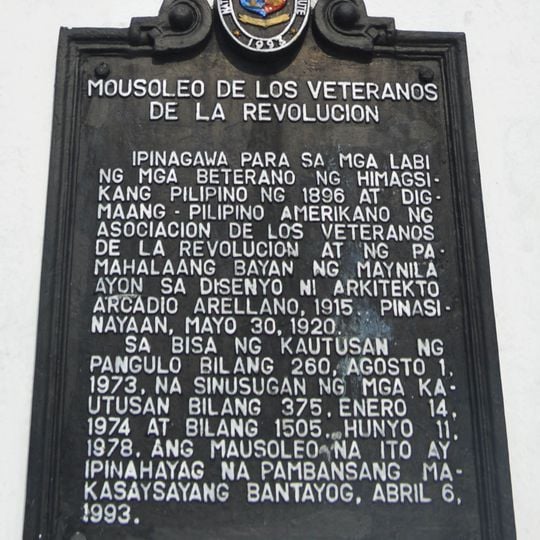 1993
MOUSOLEO DE LOS VETERANOS
DE LA REVOLUCION
IPINAGAWA PARA SA MGA LABI
NG MGA BETERANO NG HIMAGSI-
KANG PILIPINO NG 1896 AT DIG-
MAANG - PILIPINO AMERIKANO NG
ASOCIACION DE LOS VETERANOS
DE LA REVOLUCION AT NG PA-
MAHALAANG BAYAN NG MAYNILA
AYON SA DISENYO NI ARKITEKTO
ARCADIO ARELLANO, 1915. PINASI-
NAYAAN, MAYO 30, 1920.
SA BISA NG KAUTUSAN NG
PANGULO BILANG 260, AGOSTO 1,
1973, NA SINUSUGAN NG MGA KA-
UTUSAN BILANG 375, ENERO 14,
1974 AT BILANG 1505, HUNYO 11,
1978, ANG MAUSOLEO NA ITO AY
IPINAHAYAG NA PAMBANSANG MA-
KASAYSAYANG BANTAYOG, ABRIL 6,
1993.